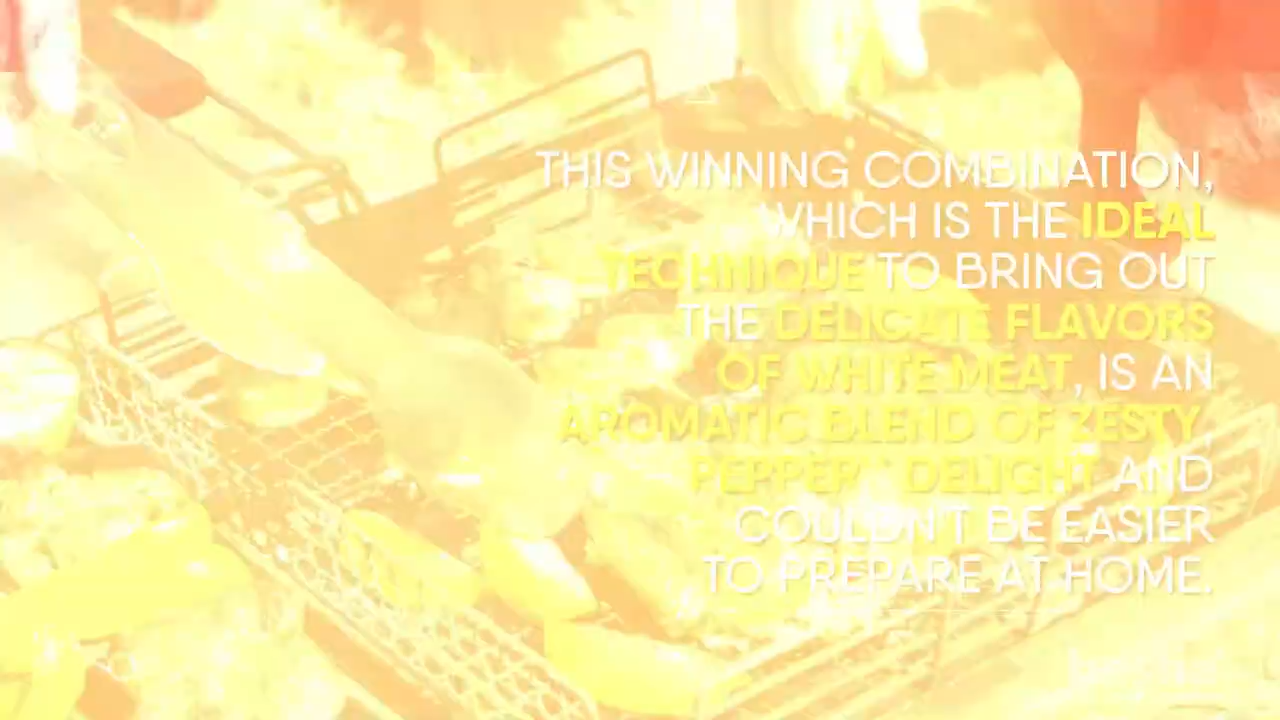 THIS WINNING COMBINATION,
WHICH IS THE IDEAL
TECHNIQUE TO BRING OUT
THE DELICATE FLAVORS
OF WHITE MEAT, IS AN
AROMATIC BLEND OF ZESTY,
PEPPER DELIGHT AND
COULDN'T BE EASIER
TO PREPARE AT HOME.